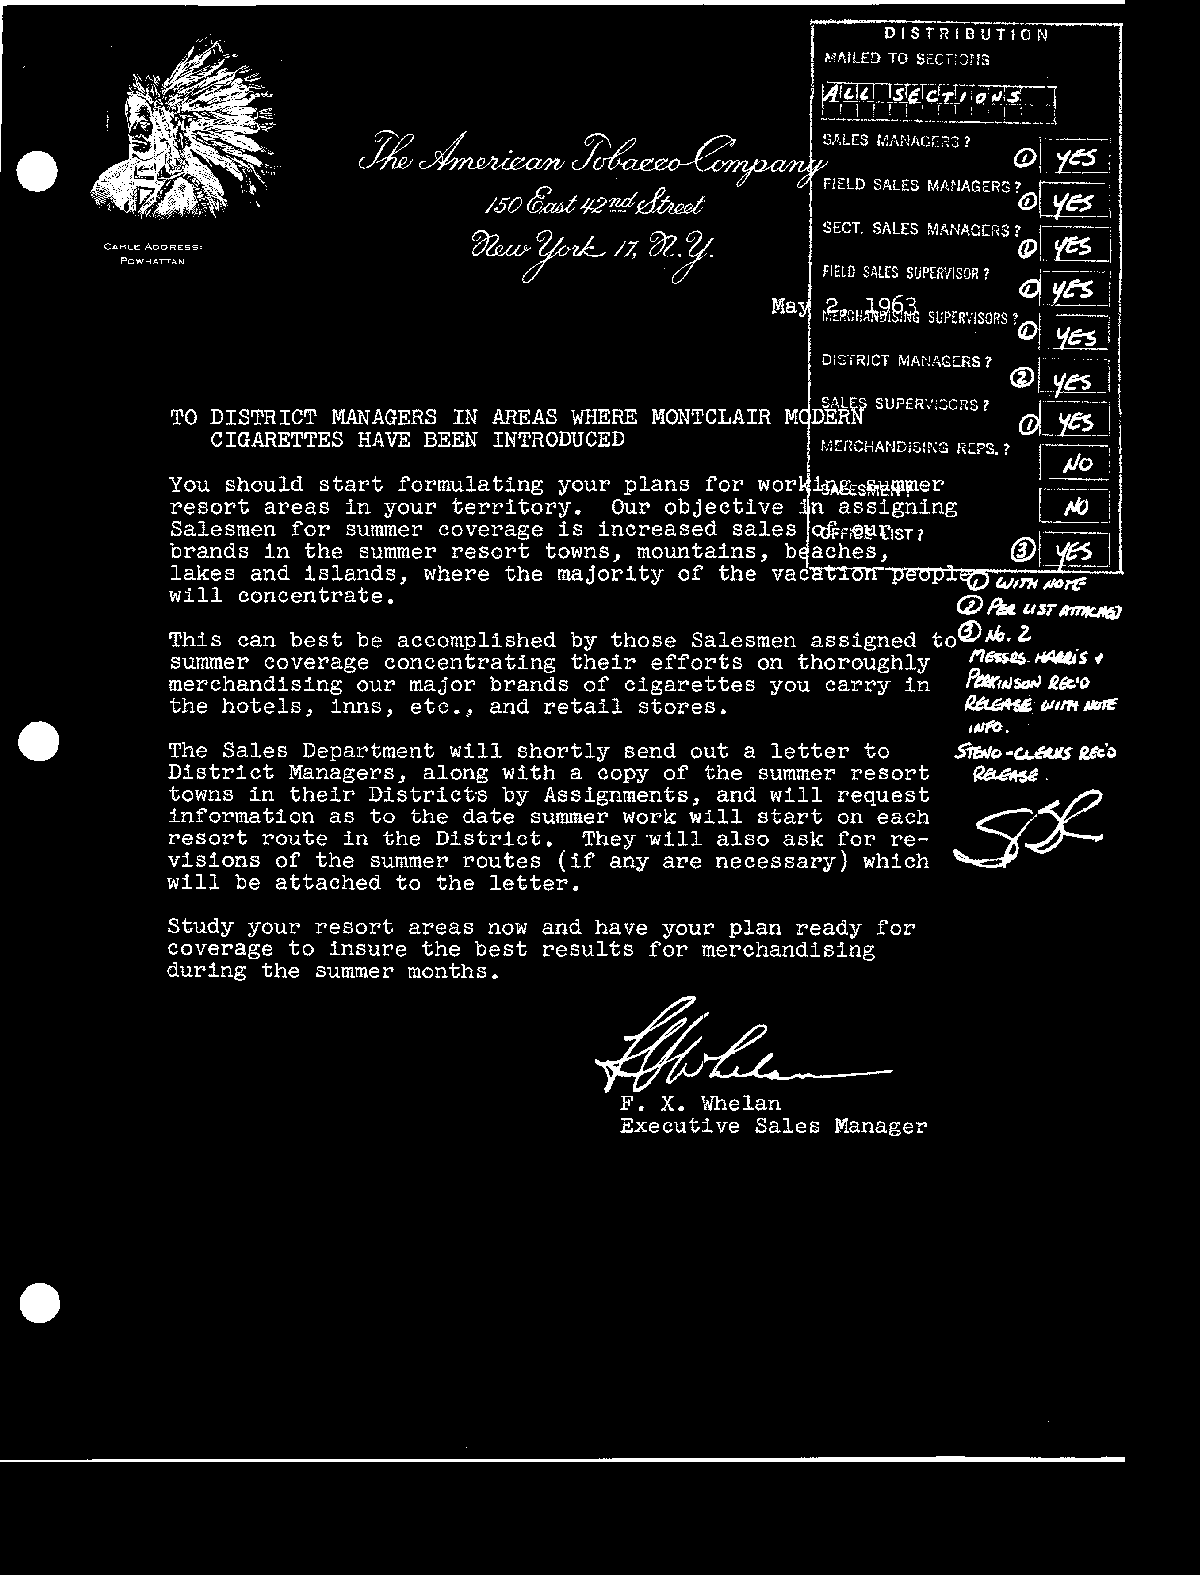 CABLE ADDRESS:
POWHATTAN
The American Tobacco Company
150 East 42nd Street
New York 17, N.Y.
DISTRIBUTION
MAILED TO SECTIONS
ALL SECTIONS
SALES MANAGERS? ① YES
FIELD SALES MANAGERS? ① YES
SECT. SALES MANAGERS? ① YES
FIELD SALES SUPERVISOR? ① YES
MERCHANDISING SUPERVISORS? ① YES
DISTRICT MANAGERS? ② YES
SALES SUPERVISORS? ① YES
MERCHANDISING REPS.? NO
SALESMEN? NO
OFFICE LIST? ③ YES
① WITH NOTE
② PER LIST ATTACHED
③ No. 2
MESSRS. HARRIS &
PERKINSON REC'D
RELEASE WITH NOTE
INFO.
STENO-CLERKS REC'D
RELEASE.
May 2, 1963
TO DISTRICT MANAGERS IN AREAS WHERE MONTCLAIR MODERN
CIGARETTES HAVE BEEN INTRODUCED
You should start formulating your plans for working summer
resort areas in your territory. Our objective in assigning
Salesmen for summer coverage is increased sales of our
brands in the summer resort towns, mountains, beaches,
lakes and islands, where the majority of the vacation people
will concentrate.
This can best be accomplished by those Salesmen assigned to
summer coverage concentrating their efforts on thoroughly
merchandising our major brands of cigarettes you carry in
the hotels, inns, etc., and retail stores.
The Sales Department will shortly send out a letter to
District Managers, along with a copy of the summer resort
towns in their Districts by Assignments, and will request
information as to the date summer work will start on each
resort route in the District. They will also ask for re-
visions of the summer routes (if any are necessary) which
will be attached to the letter.
Study your resort areas now and have your plan ready for
coverage to insure the best results for merchandising
during the summer months.
F X Whelan
F. X. Whelan
Executive Sales Manager